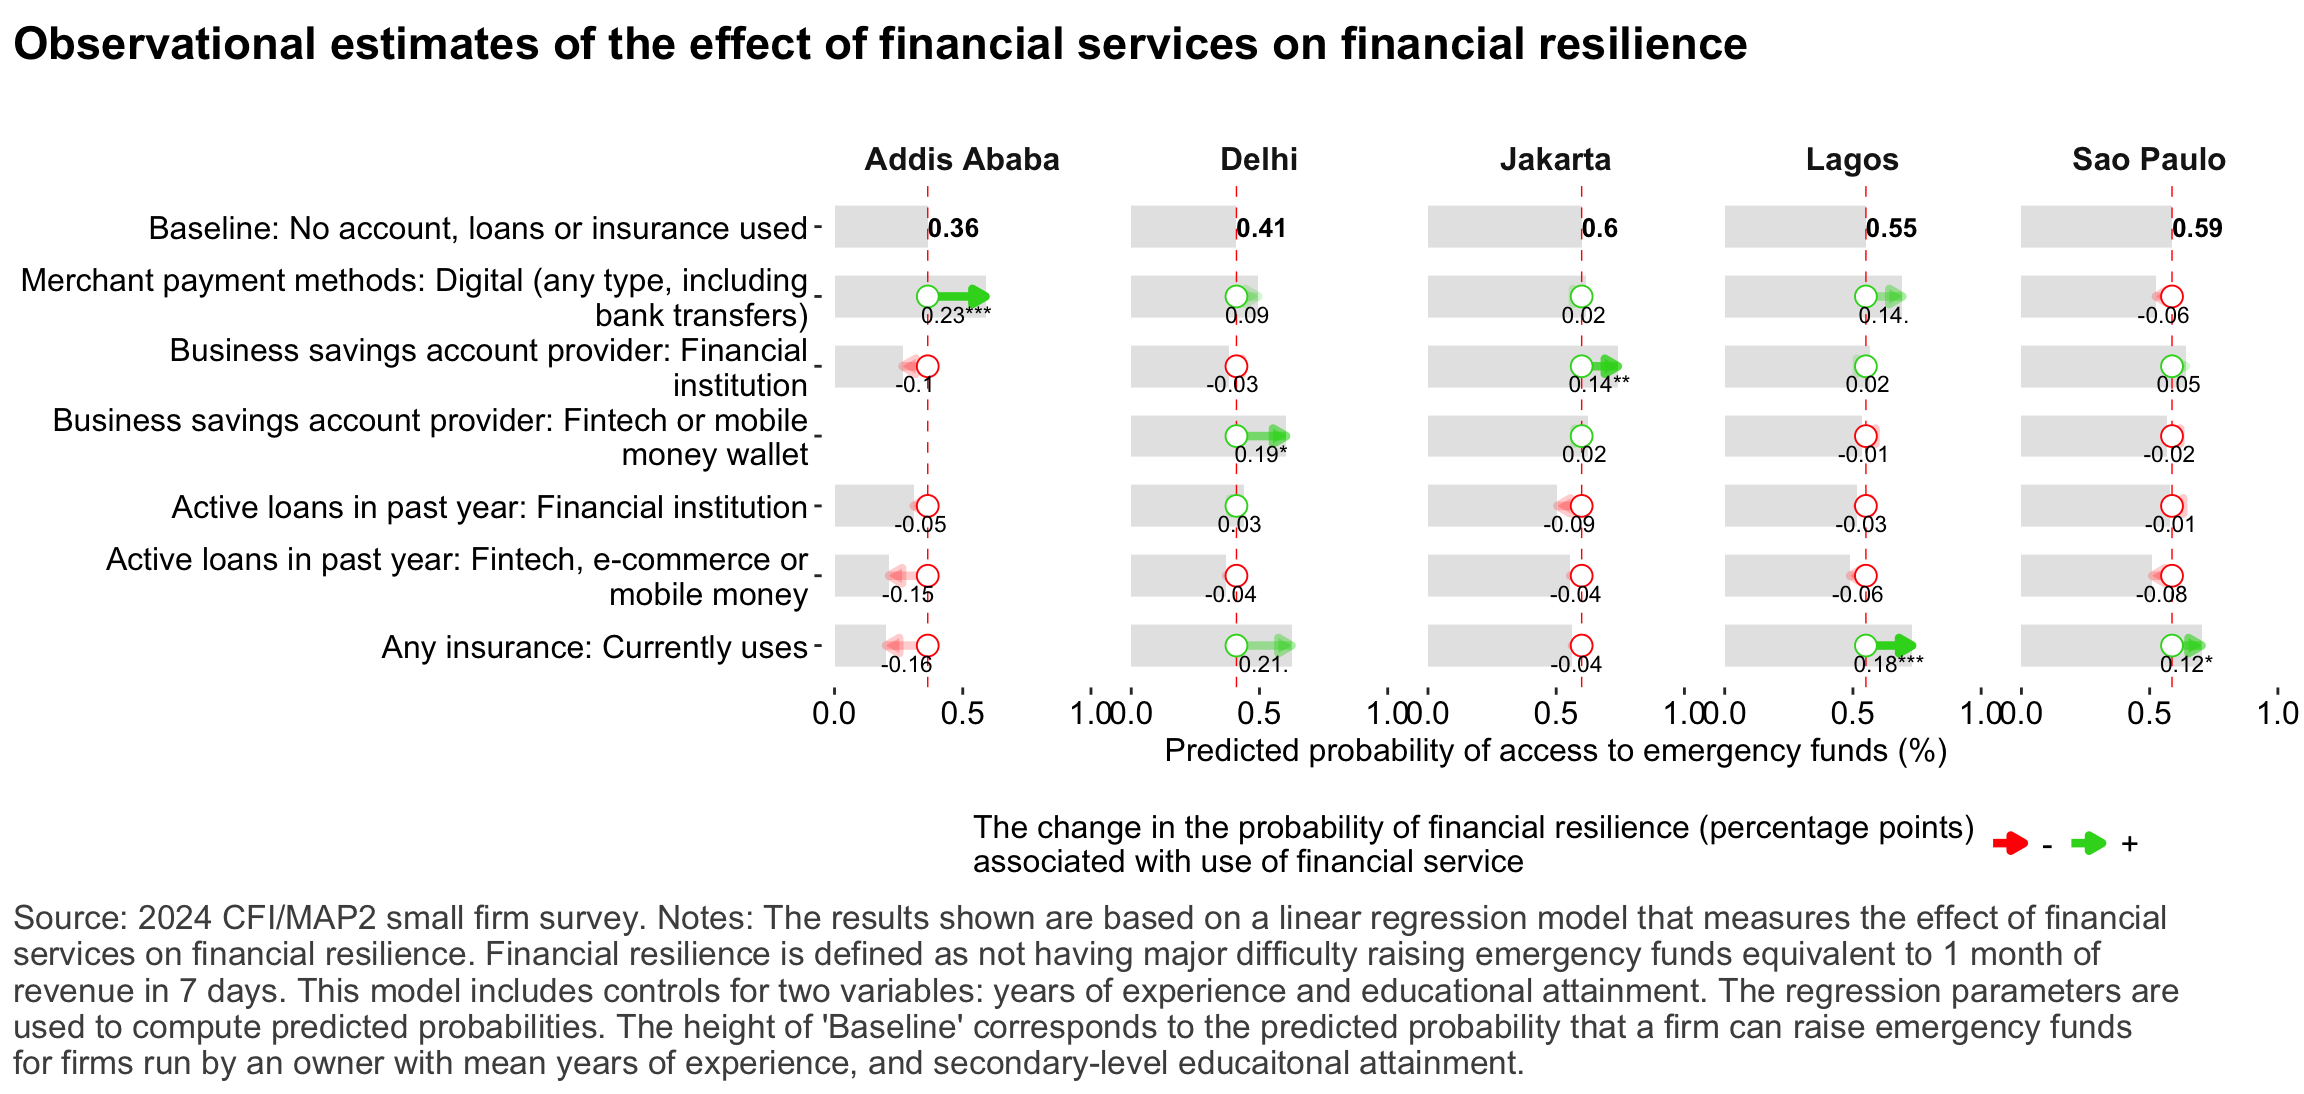 Observational estimates of the effect of financial services on financial resilience
Addis Ababa Delhi Jakarta Lagos Sao Paulo
Baseline: No account, loans or insurance used 0.36 0.41 0.6 0.55 0.59
Merchant payment methods: Digital (any type, including
bank transfers) 0.23*** 0.09 0.02 0.14. -0.06
Business savings account provider: Financial
institution -0.1 -0.03 0.14** 0.02 0.05
Business savings account provider: Fintech or mobile
money wallet 0.19* 0.02 -0.01 -0.02
Active loans in past year: Financial institution -0.05 0.03 -0.09 -0.03 -0.01
Active loans in past year: Fintech, e-commerce or
mobile money -0.15 -0.04 -0.04 -0.06 -0.08
Any insurance: Currently uses -0.16 0.21. -0.04 0.18*** 0.12*
0.0 0.5 1.0 0.0 0.5 1.0 0.0 0.5 1.0 0.0 0.5 1.0 0.0 0.5 1.0
Predicted probability of access to emergency funds (%)
The change in the probability of financial resilience (percentage points)
associated with use of financial service - +
Source: 2024 CFI/MAP2 small firm survey. Notes: The results shown are based on a linear regression model that measures the effect of financial
services on financial resilience. Financial resilience is defined as not having major difficulty raising emergency funds equivalent to 1 month of
revenue in 7 days. This model includes controls for two variables: years of experience and educational attainment. The regression parameters are
used to compute predicted probabilities. The height of 'Baseline' corresponds to the predicted probability that a firm can raise emergency funds
for firms run by an owner with mean years of experience, and secondary-level educaitonal attainment.